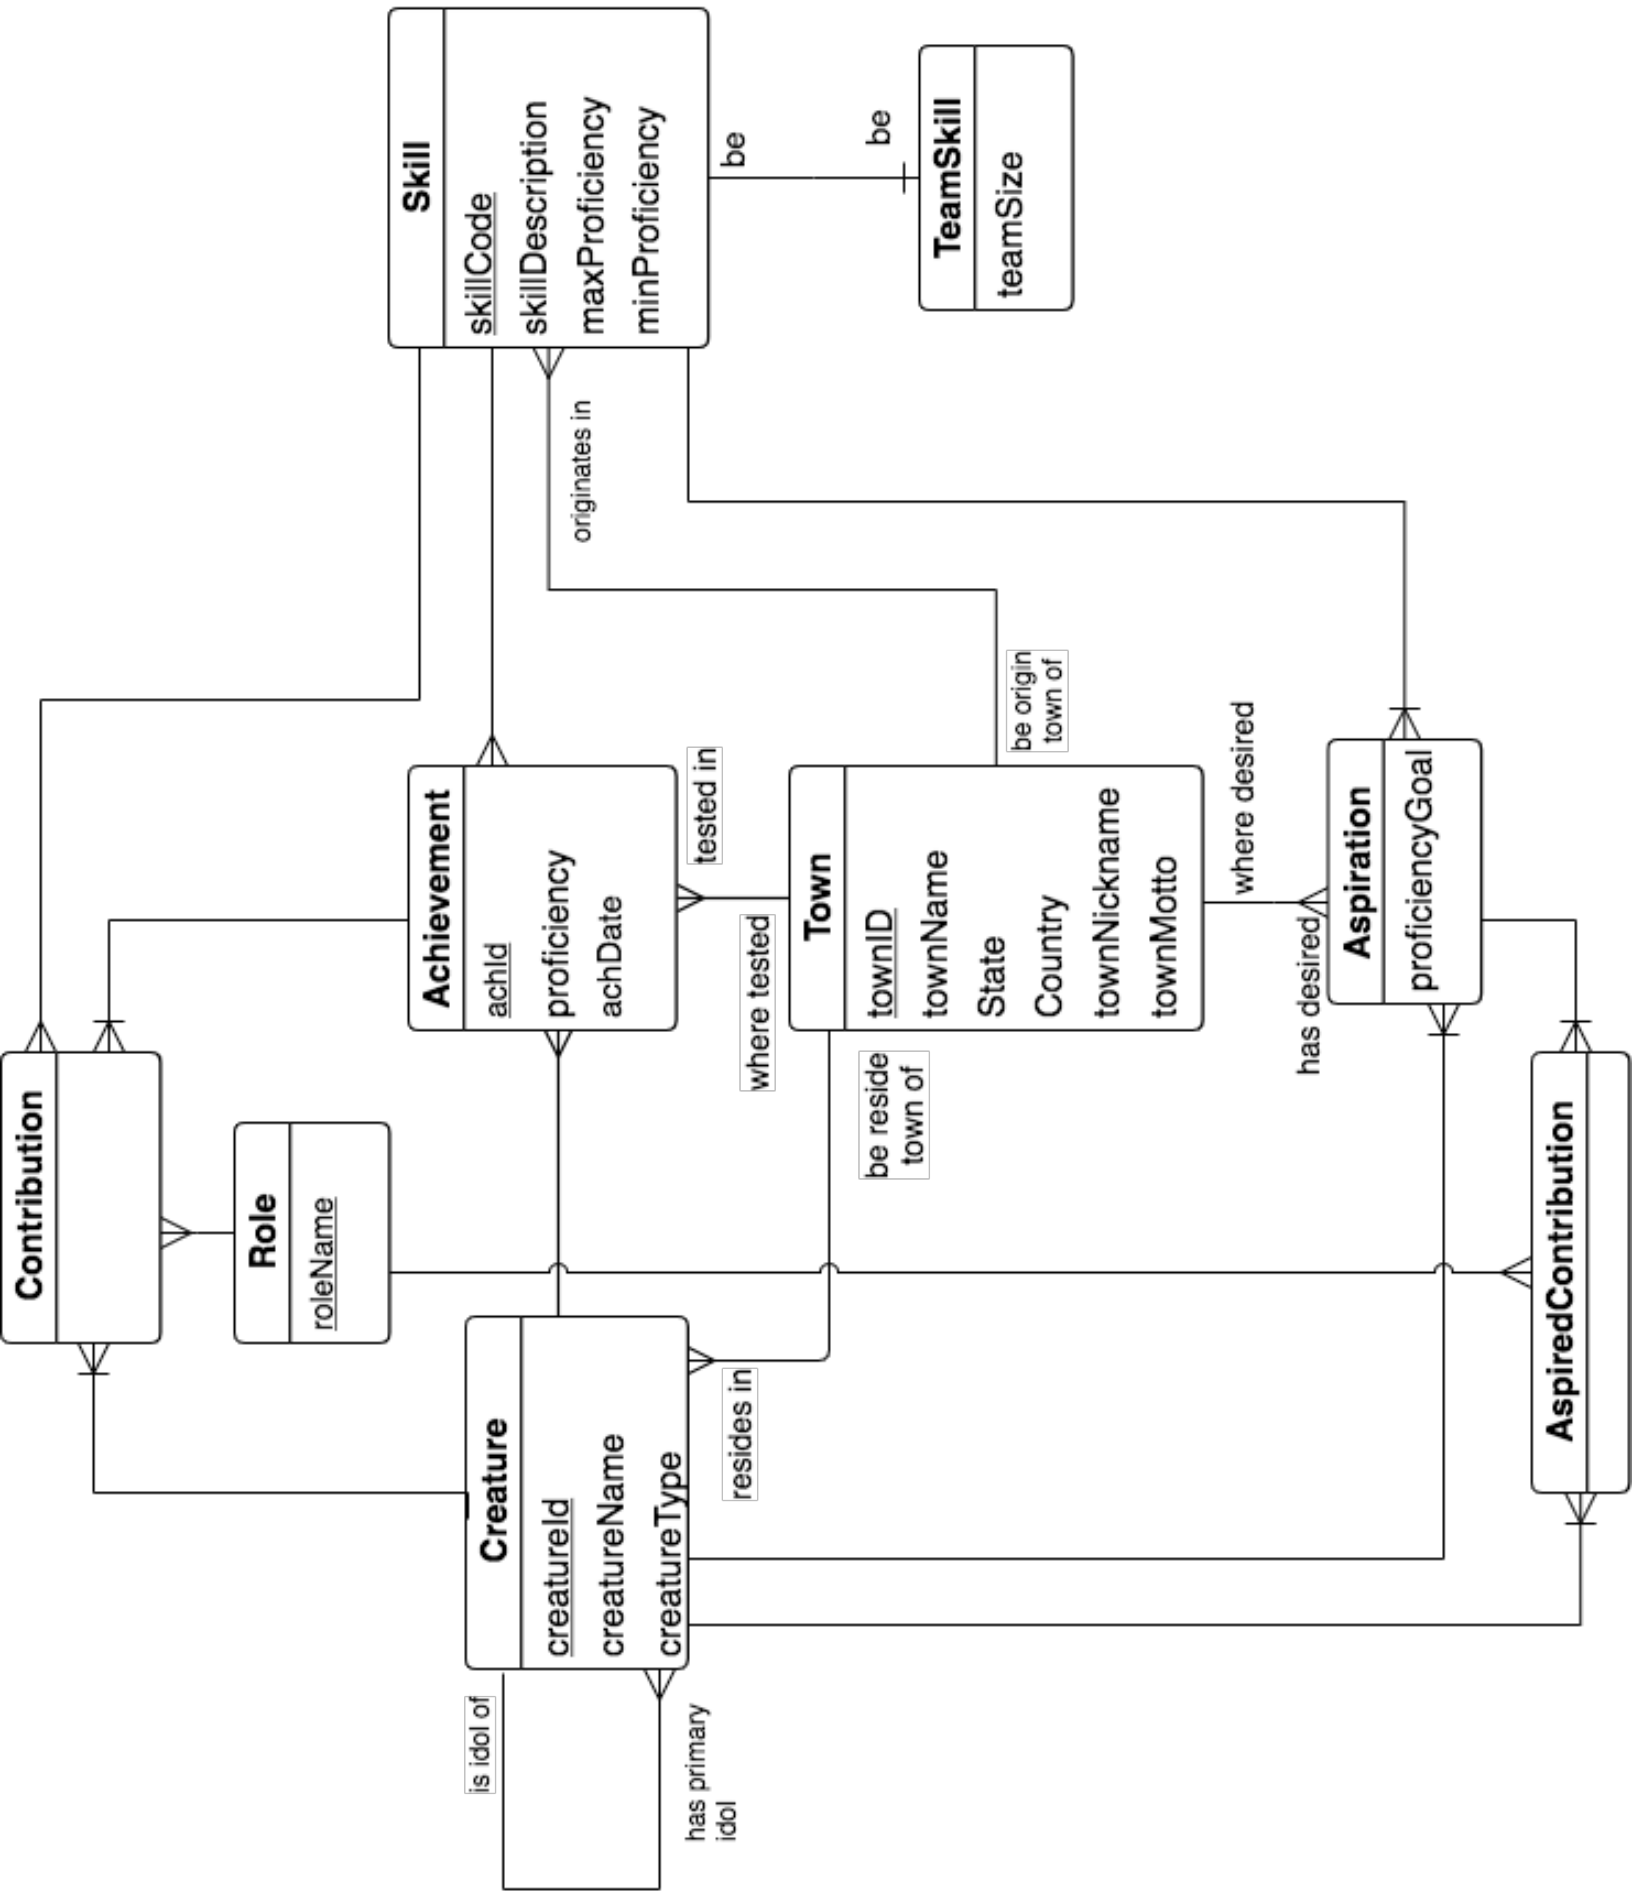 Skill
skillCode
skillDescription
maxProficiency
minProficiency
be
be
TeamSkill
teamSize
originates in
Contribution
Role
roleName
Achievement
achId
proficiency
achDate
tested in
where tested
Town
townID
townName
State
Country
townNickname
townMotto
be origin
town of
be reside
town of
where desired
has desired
Aspiration
proficiencyGoal
AspiredContribution
Creature
creatureId
creatureName
creatureType
resides in
is idol of
has primary
idol